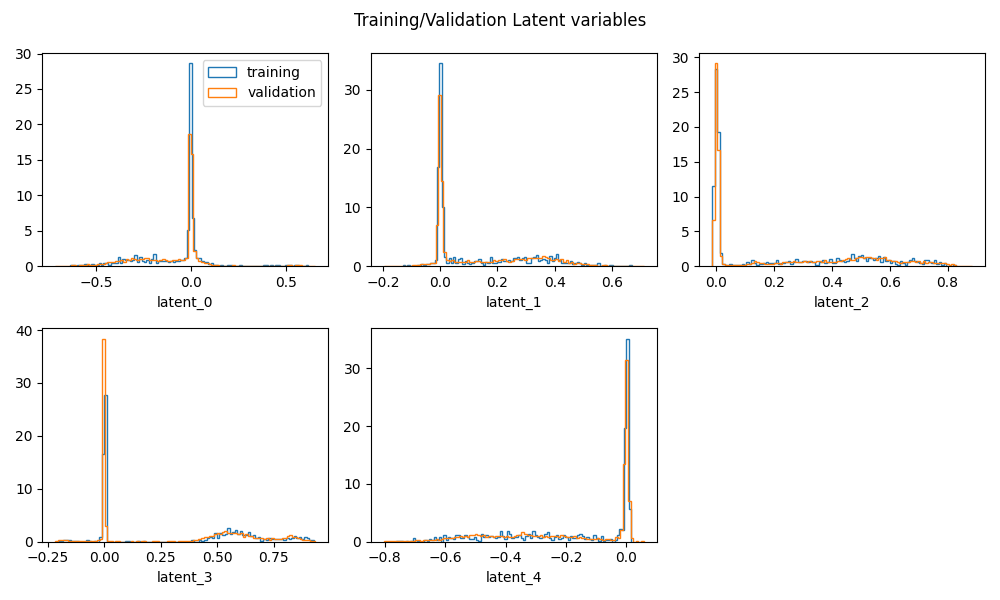 Training/Validation Latent variables
30
25
20
15
10
5
0
−0.5 0.0 0.5
latent_0
training
validation
30
20
10
0
−0.2 0.0 0.2 0.4 0.6
latent_1
30
25
20
15
10
5
0
0.0 0.2 0.4 0.6 0.8
latent_2
40
30
20
10
0
−0.25 0.00 0.25 0.50 0.75
latent_3
30
20
10
0
−0.8 −0.6 −0.4 −0.2 0.0
latent_4